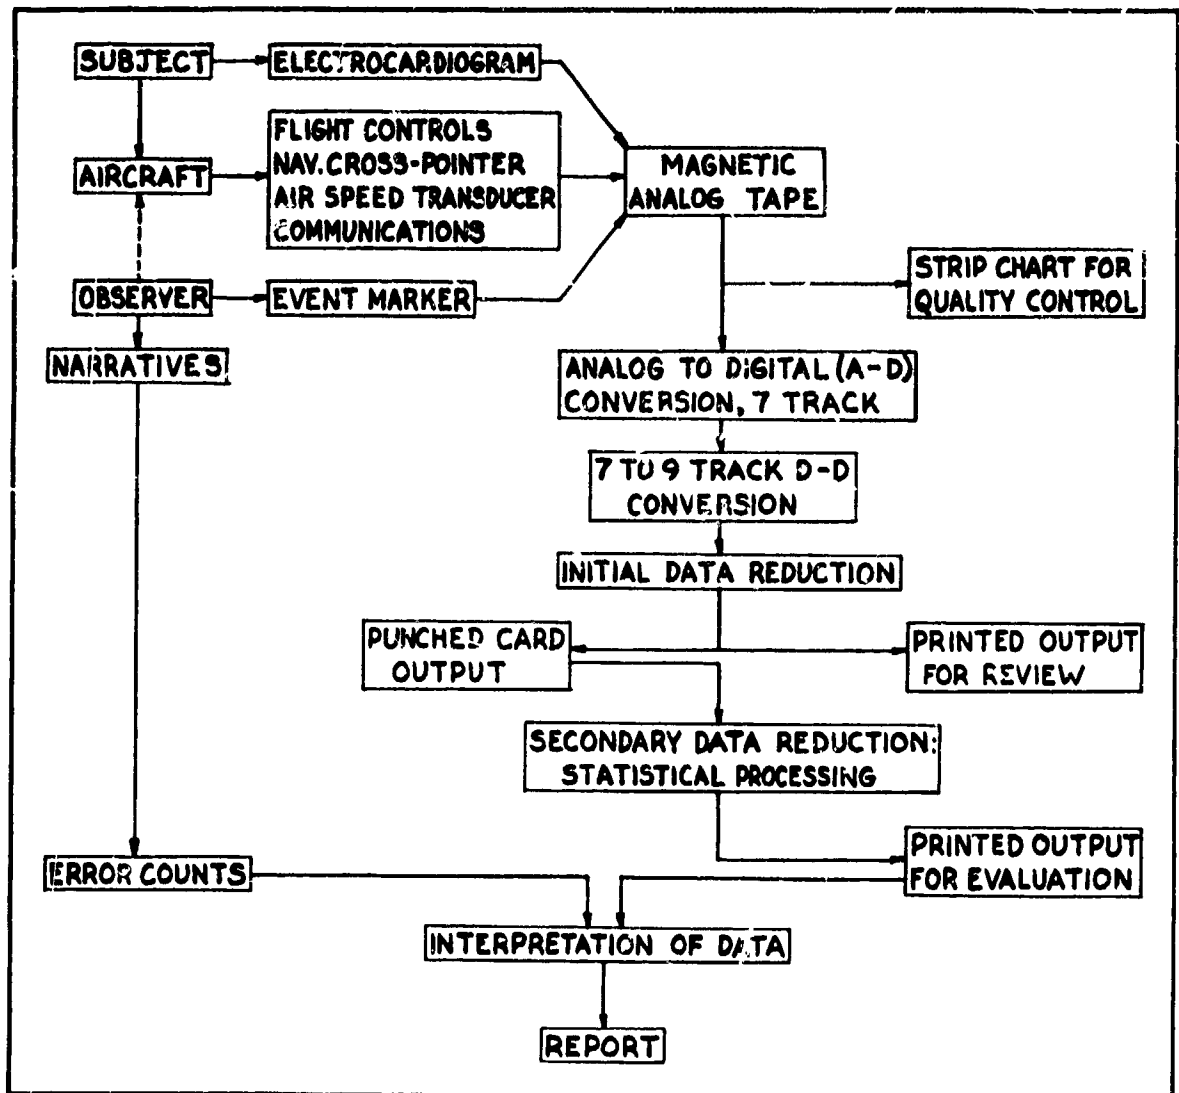 SUBJECT
ELECTROCARDIOGRAM
FLIGHT CONTROLS
NAV. CROSS-POINTER
AIR SPEED TRANSDUCER
COMMUNICATIONS
AIRCRAFT
MAGNETIC
ANALOG TAPE
OBSERVER
EVENT MARKER
STRIP CHART FOR
QUALITY CONTROL
NARRATIVES
ANALOG TO DIGITAL (A-D)
CONVERSION, 7 TRACK
7 TO 9 TRACK D-D
CONVERSION
INITIAL DATA REDUCTION
PUNCHED CARD
OUTPUT
PRINTED OUTPUT
FOR REVIEW
SECONDARY DATA REDUCTION:
STATISTICAL PROCESSING
ERROR COUNTS
PRINTED OUTPUT
FOR EVALUATION
INTERPRETATION OF DATA
REPORT